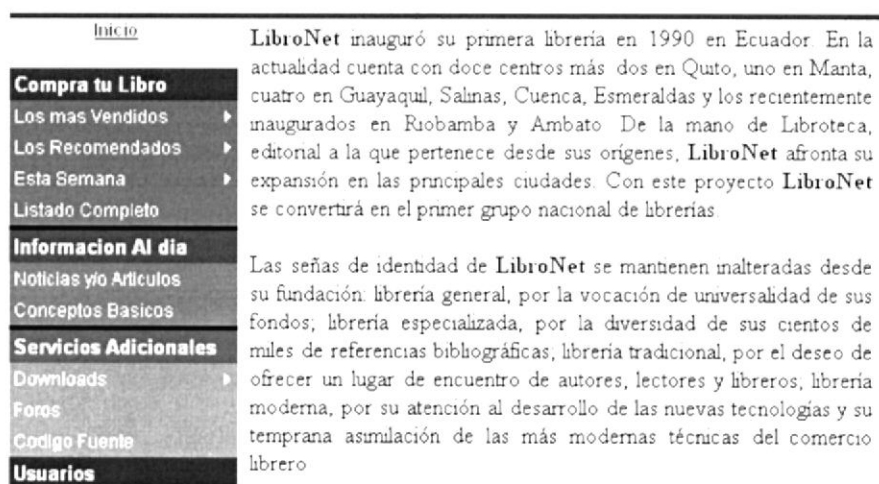 Inicio
Compra tu Libro
Los mas Vendidos
Los Recomendados
Esta Semana
Listado Completo
Informacion Al dia
Noticias y/o Articulos
Conceptos Basicos
Servicios Adicionales
Downloads
Foros
Codigo Fuente
Usuarios
LibroNet inauguró su primera librería en 1990 en Ecuador. En la
actualidad cuenta con doce centros más: dos en Quito, uno en Manta,
cuatro en Guayaquil, Salinas, Cuenca, Esmeraldas y los recientemente
inaugurados en Riobamba y Ambato. De la mano de Libroteca,
editorial a la que pertenece desde sus orígenes, LibroNet afronta su
expansión en las principales ciudades. Con este proyecto LibroNet
se convertirá en el primer grupo nacional de librerías.
Las señas de identidad de LibroNet se mantienen inalteradas desde
su fundación: librería general, por la vocación de universalidad de sus
fondos; librería especializada, por la diversidad de sus cientos de
miles de referencias bibliográficas; librería tradicional, por el deseo de
ofrecer un lugar de encuentro de autores, lectores y libreros; librería
moderna, por su atención al desarrollo de las nuevas tecnologías y su
temprana asimilación de las más modernas técnicas del comercio
librero